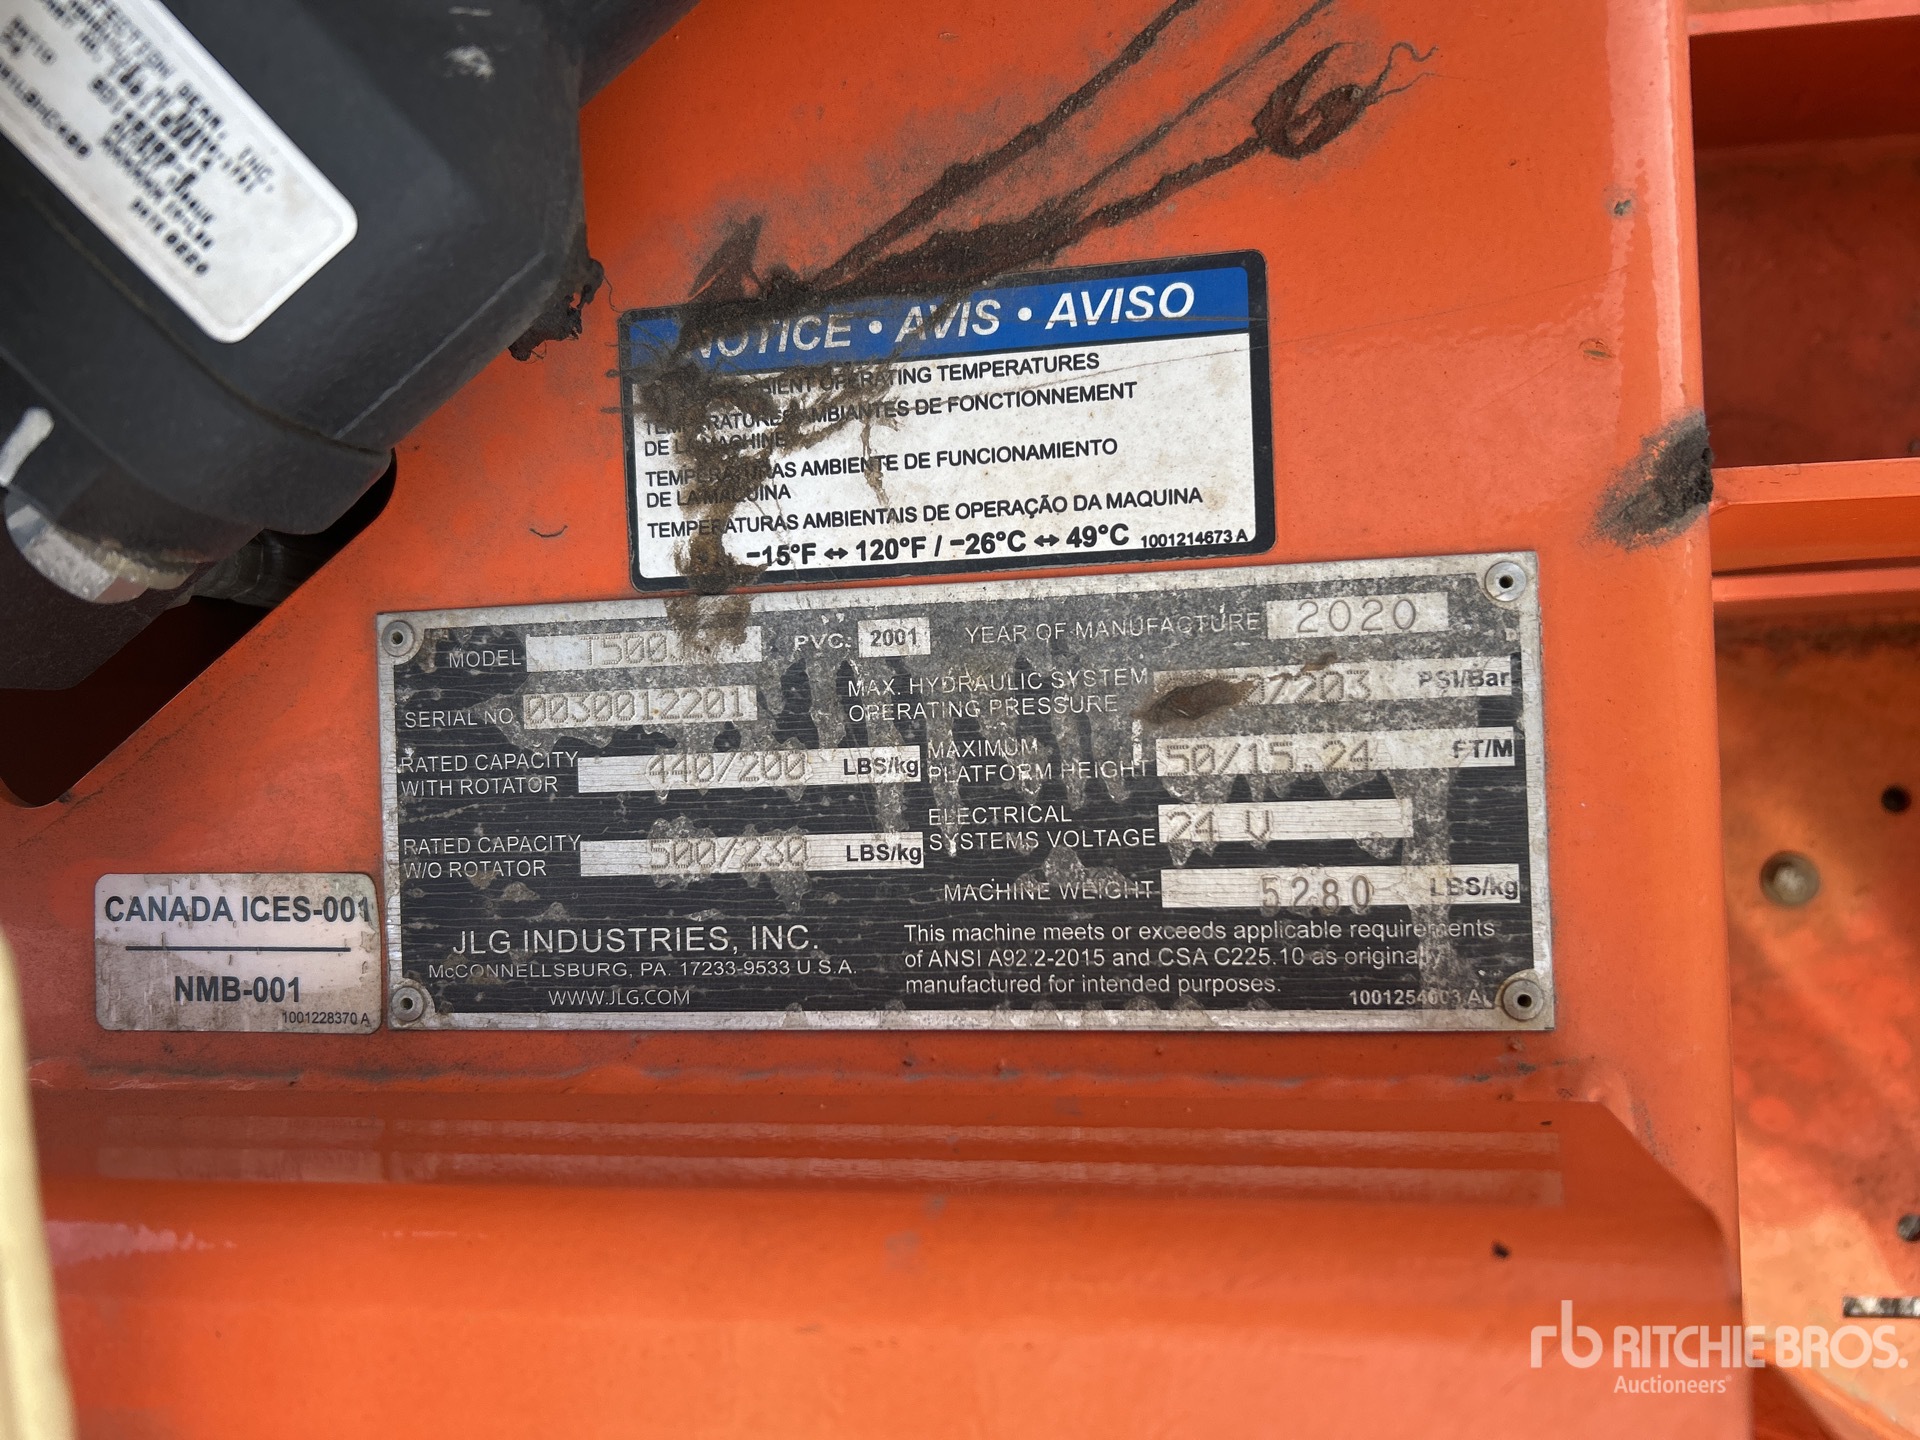 INC.
NOTICE • AVIS • AVISO
OPERATING TEMPERATURES
AMBIANTES DE FONCTIONNEMENT
DE LA MACHINE
TEMPERATURAS AMBIENTE DE FUNCIONAMIENTO
DE LA MAQUINA
TEMPERATURAS AMBIENTAIS DE OPERAÇÃO DA MAQUINA
-15°F ↔ 120°F / -26°C ↔ 49°C 1001214673 A
MODEL T500J PVC: 2001 YEAR OF MANUFACTURE 2020
SERIAL NO. 0030012201
MAX. HYDRAULIC SYSTEM
OPERATING PRESSURE PSI/Bar
RATED CAPACITY
WITH ROTATOR 440/200 LBS/kg
MAXIMUM
PLATFORM HEIGHT 50/15.24 FT/M
RATED CAPACITY
W/O ROTATOR 500/230 LBS/kg
ELECTRICAL
SYSTEMS VOLTAGE 24 V
MACHINE WEIGHT 5280 LBS/kg
JLG INDUSTRIES, INC.
McCONNELLSBURG, PA. 17233-9533 U.S.A.
WWW.JLG.COM
This machine meets or exceeds applicable requirements
of ANSI A92.2-2015 and CSA C225.10 as originally
manufactured for intended purposes.
CANADA ICES-001
NMB-001
1001228370 A
rb RITCHIE BROS.
Auctioneers